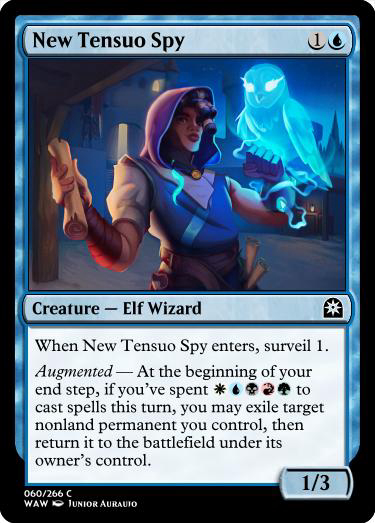 New Tensuo Spy 1
Creature — Elf Wizard
When New Tensuo Spy enters, surveil 1.
Augmented — At the beginning of your
end step, if you've spent to
cast spells this turn, you may exile target
nonland permanent you control, then
return it to the battlefield under its
owner's control.
1/3
060/266 C
WAW Junior Aurauto